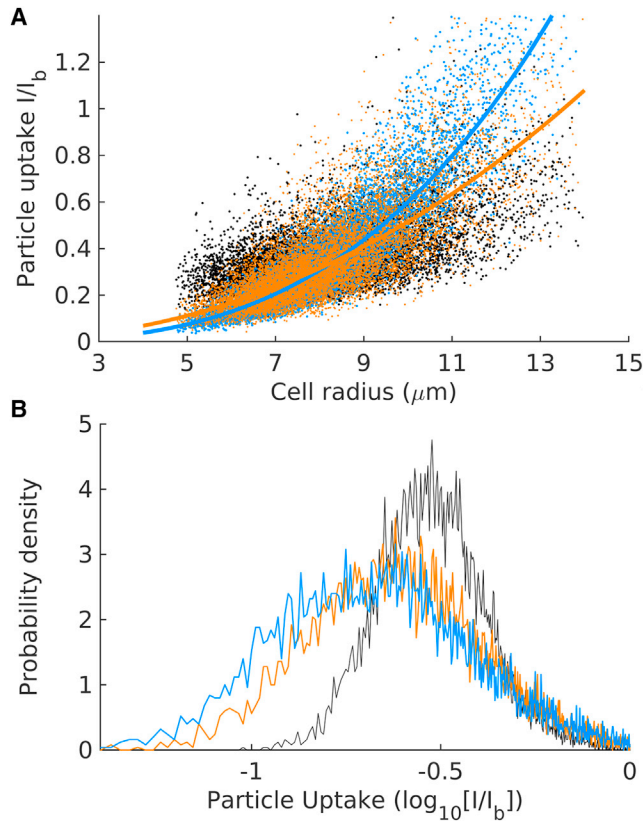 A
Particle uptake I/I_b
1.2
1
0.8
0.6
0.4
0.2
0
3 5 7 9 11 13 15
Cell radius (μm)
B
Probability density
5
4
3
2
1
0
-1 -0.5 0
Particle Uptake (log_10[I/I_b])